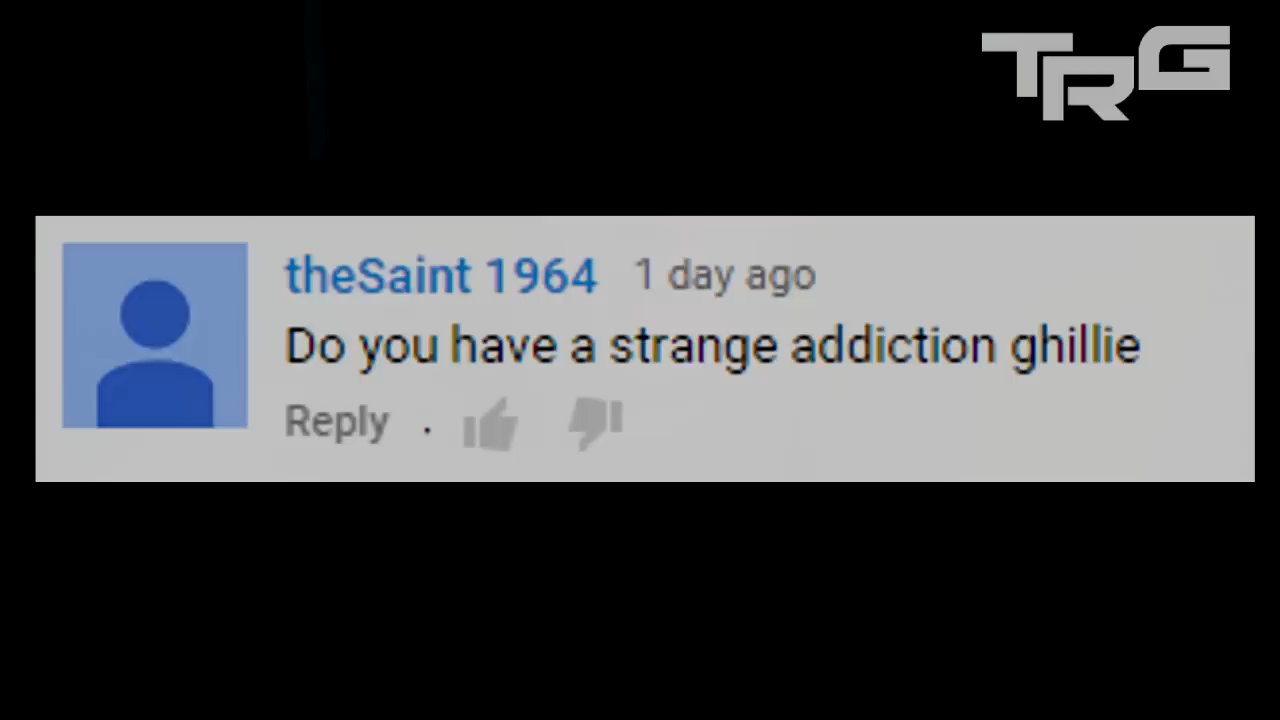 TRG
theSaint 1964 1 day ago
Do you have a strange addiction ghillie
Reply .